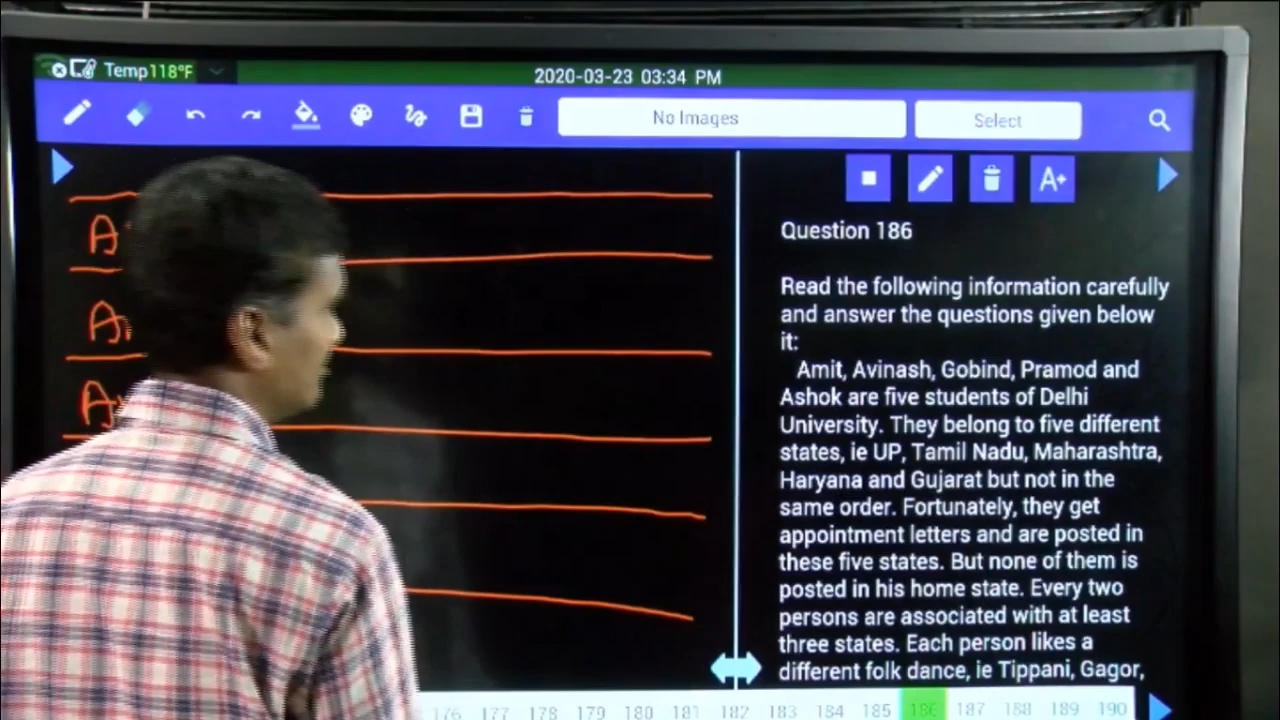 Temp 118°F
2020-03-23 03:34 PM
No Images
Select
A+
Question 186
Read the following information carefully
and answer the questions given below
it:
Amit, Avinash, Gobind, Pramod and
Ashok are five students of Delhi
University. They belong to five different
states, ie UP, Tamil Nadu, Maharashtra,
Haryana and Gujarat but not in the
same order. Fortunately, they get
appointment letters and are posted in
these five states. But none of them is
posted in his home state. Every two
persons are associated with at least
three states. Each person likes a
different folk dance, ie Tippani, Gagor,
A
A
A
176 177 178 179 180 181 182 183 184 185 186 187 188 189 190